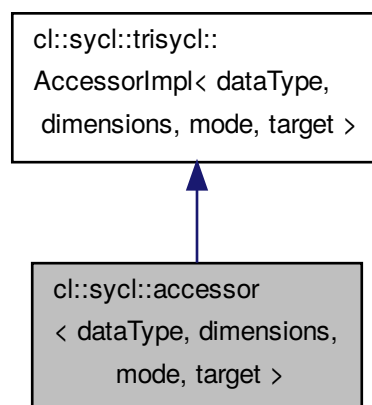 cl::sycl::trisycl::
AccessorImpl< dataType,
dimensions, mode, target >
cl::sycl::accessor
< dataType, dimensions,
mode, target >